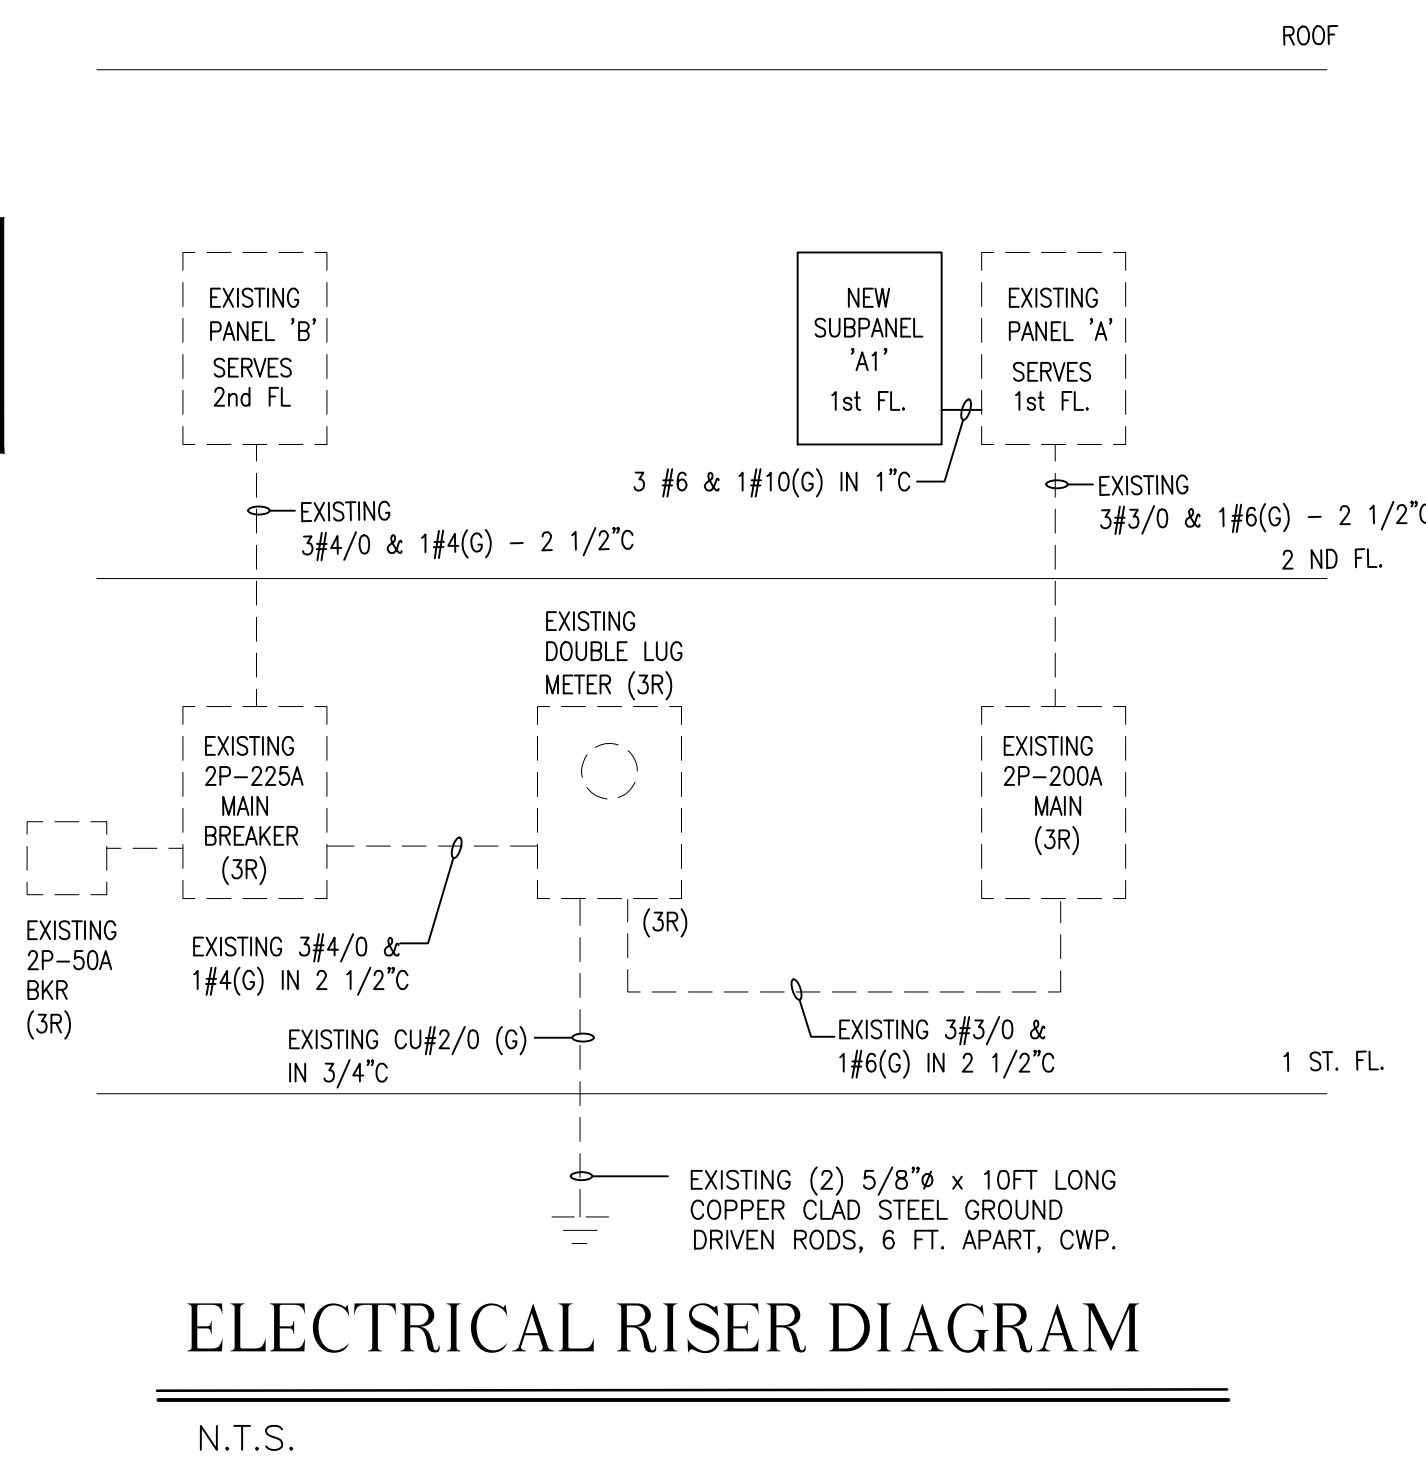 ROOF
EXISTING
PANEL 'B'
SERVES
2nd FL
NEW
SUBPANEL
'A1'
1st FL.
EXISTING
PANEL 'A'
SERVES
1st FL.
3 #6 & 1#10(G) IN 1"C
EXISTING
3#4/0 & 1#4(G) – 2 1/2"C
EXISTING
3#3/0 & 1#6(G) – 2 1/2"C
2 ND FL.
EXISTING
DOUBLE LUG
METER (3R)
EXISTING
2P–225A
MAIN
BREAKER
(3R)
EXISTING
2P–200A
MAIN
(3R)
(3R)
EXISTING
2P–50A
BKR
(3R)
EXISTING 3#4/0 &
1#4(G) IN 2 1/2"C
EXISTING CU#2/0 (G)
IN 3/4"C
EXISTING 3#3/0 &
1#6(G) IN 2 1/2"C
1 ST. FL.
EXISTING (2) 5/8"ø x 10FT LONG
COPPER CLAD STEEL GROUND
DRIVEN RODS, 6 FT. APART, CWP.
ELECTRICAL RISER DIAGRAM
N.T.S.